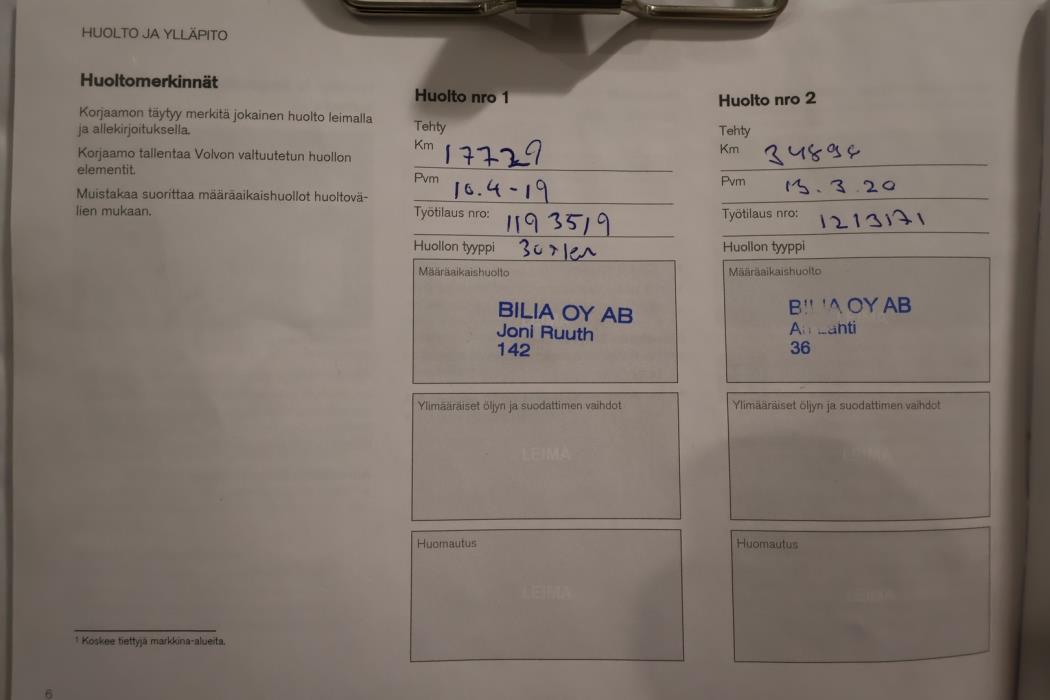 HUOLTO JA YLLÄPITO
Huoltomerkinnät
Korjaamon täytyy merkitä jokainen huolto leimalla
ja allekirjoituksella.
Korjaamo tallentaa Volvon valtuutetun huollon
elementit.
Muistakaa suorittaa määräaikaishuollot huoltovä-
lien mukaan.
¹ Koskee tiettyjä markkina-alueita.
6
Huolto nro 1
Tehty
Km 17729
Pvm 10.4-19
Työtilaus nro: 1193519
Huollon tyyppi
Määräaikaishuolto
BILIA OY AB
Joni Ruuth
142
Ylimääräiset öljyn ja suodattimen vaihdot
LEIMA
Huomautus
LEIMA
Huolto nro 2
Tehty
Km 34894
Pvm 13.3.20
Työtilaus nro: 1213171
Huollon tyyppi
Määräaikaishuolto
BILIA OY AB
Lahti
36
Ylimääräiset öljyn ja suodattimen vaihdot
LEIMA
Huomautus
LEIMA